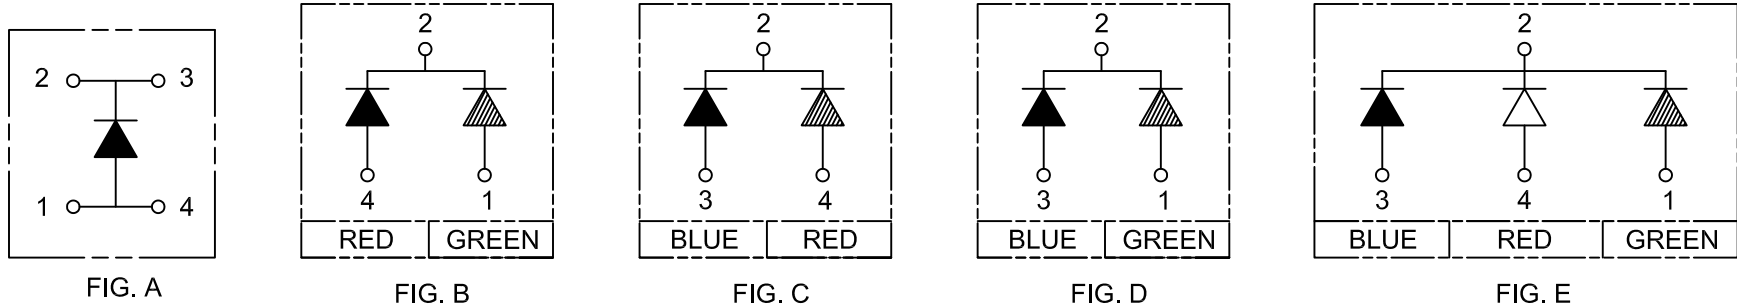 2 3
1 4
FIG. A
2
4 1
RED GREEN
FIG. B
2
3 4
BLUE RED
FIG. C
2
3 1
BLUE GREEN
FIG. D
2
3 4 1
BLUE RED GREEN
FIG. E